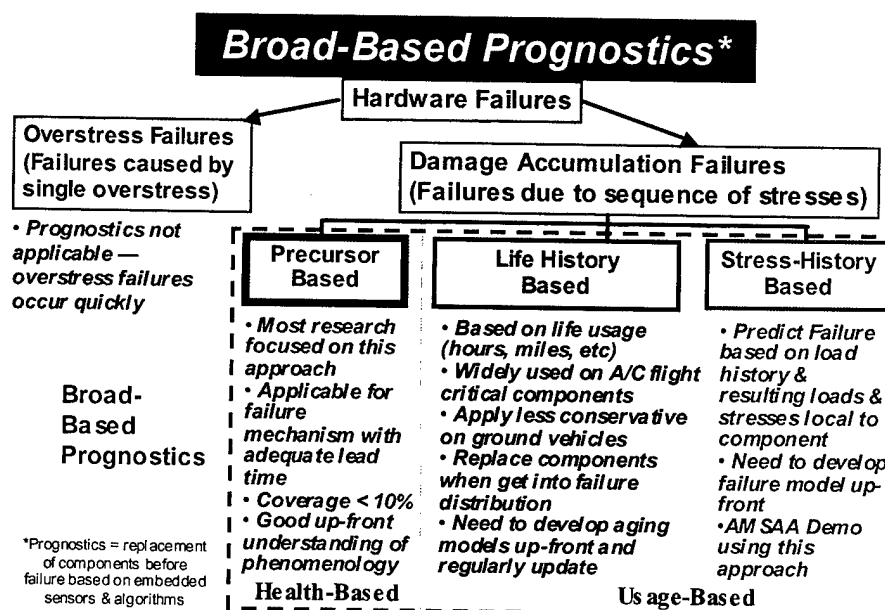 Broad-Based Prognostics*
Hardware Failures
Overstress Failures
(Failures caused by
single overstress)
• Prognostics not
applicable —
overstress failures
occur quickly
Damage Accumulation Failures
(Failures due to sequence of stresses)
Precursor
Based
• Most research
focused on this
approach
• Applicable for
failure
mechanism with
adequate lead
time
• Coverage < 10%
• Good up-front
understanding of
phenomenology
Health-Based
Life History
Based
• Based on life usage
(hours, miles, etc)
• Widely used on A/C flight
critical components
• Apply less conservative
on ground vehicles
• Replace components
when get into failure
distribution
• Need to develop aging
models up-front and
regularly update
Stress-History
Based
• Predict Failure
based on load
history &
resulting loads &
stresses local to
component
• Need to develop
failure model up-
front
•AMSAA Demo
using this
approach
Usage-Based
Broad-
Based
Prognostics
*Prognostics = replacement
of components before
failure based on embedded
sensors & algorithms